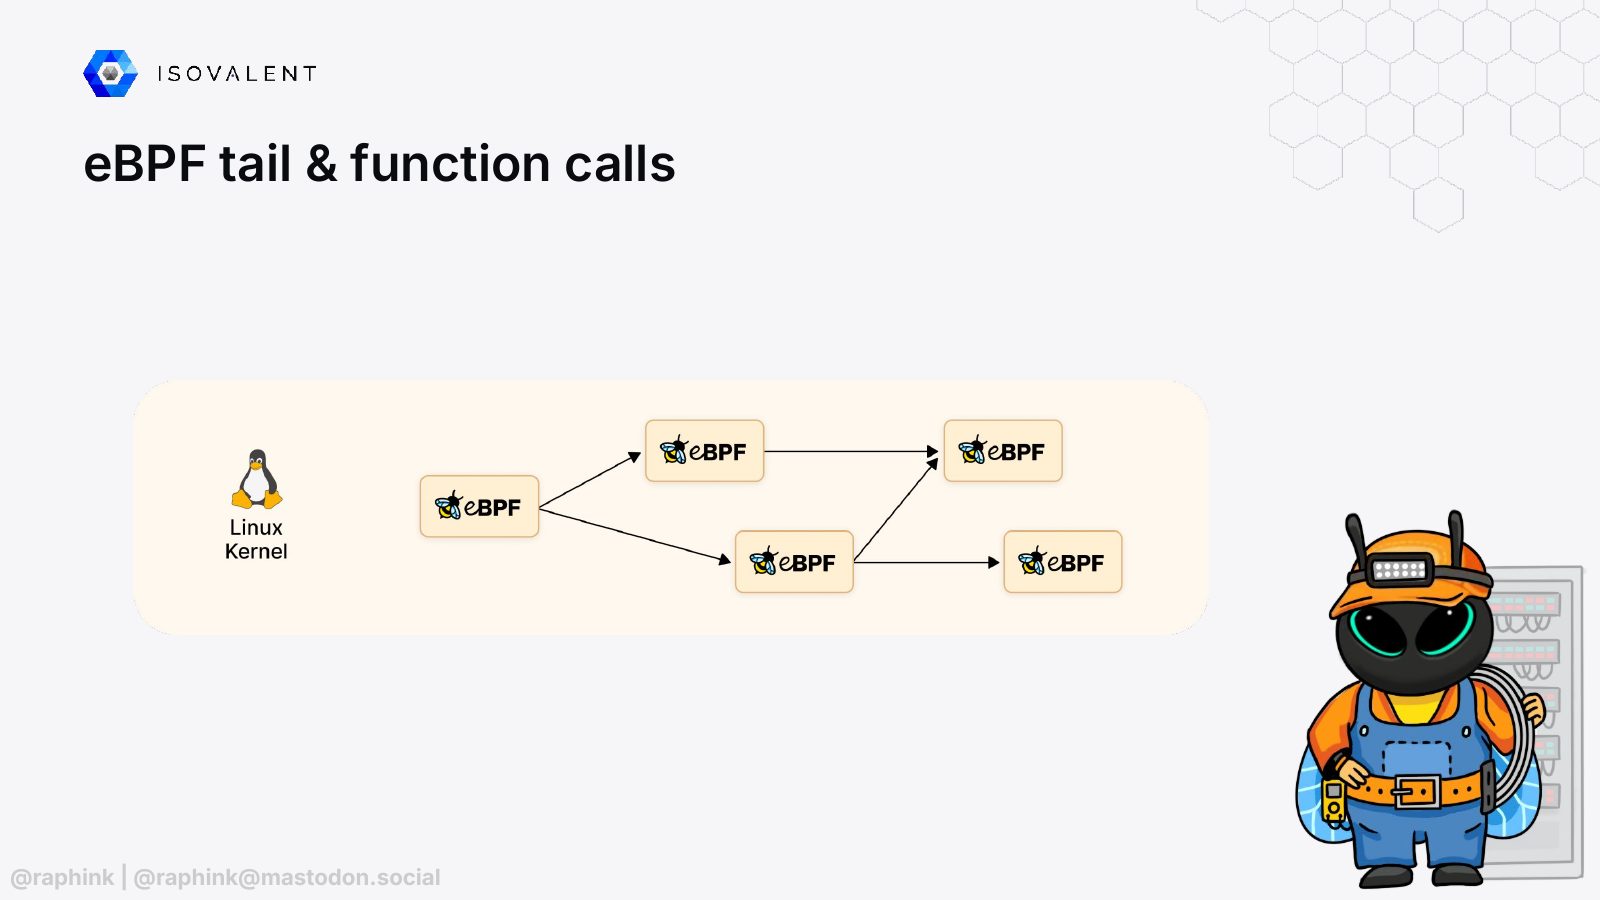 ISOVALENT
eBPF tail & function calls
Linux
Kernel
eBPF
eBPF
eBPF
eBPF
eBPF
@raphink | @raphink@mastodon.social